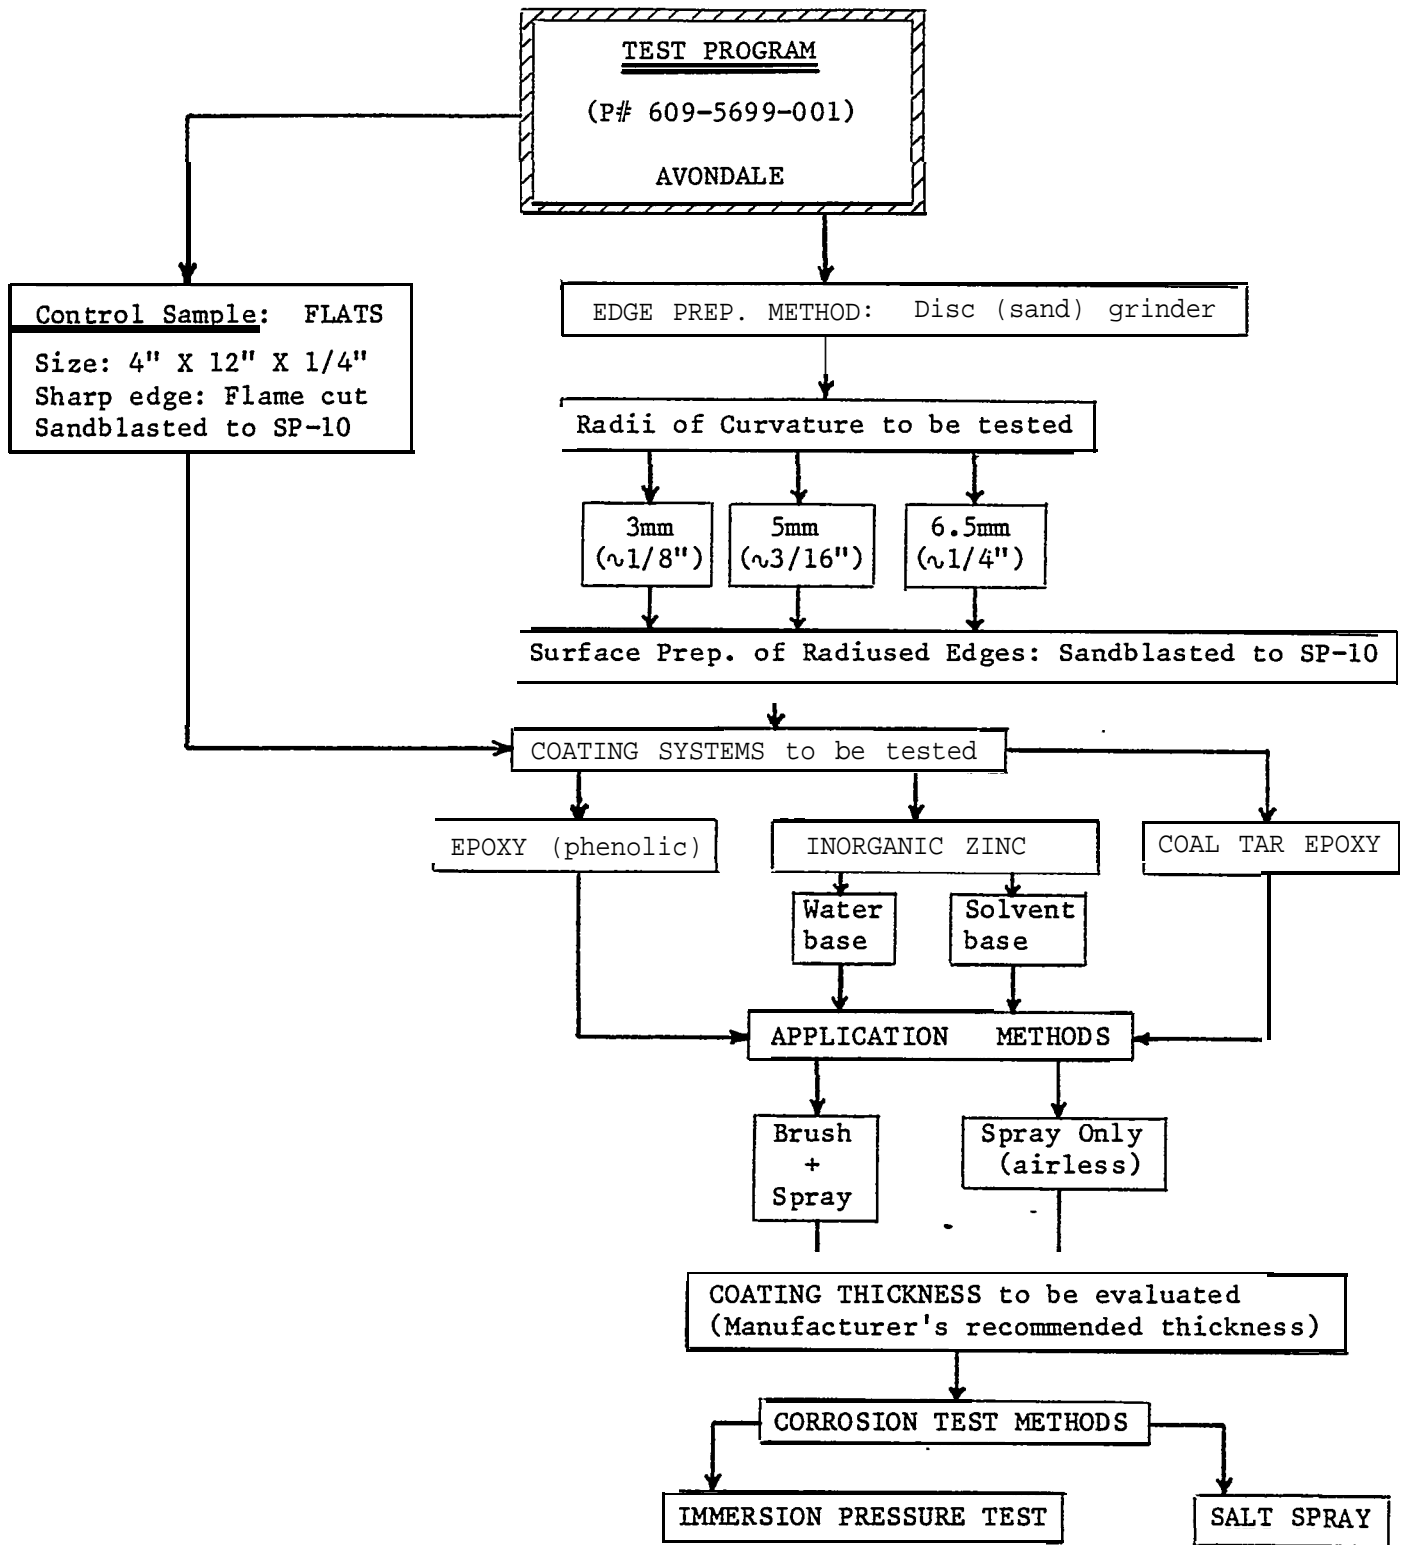 TEST PROGRAM
(P# 609-5699-001)
AVONDALE
Control Sample: FLATS
Size: 4" X 12" X 1/4"
Sharp edge: Flame cut
Sandblasted to SP-10
EDGE PREP. METHOD: Disc (sand) grinder
Radii of Curvature to be tested
3mm
(~1/8")
5mm
(~3/16")
6.5mm
(~1/4")
Surface Prep. of Radiused Edges: Sandblasted to SP-10
COATING SYSTEMS to be tested
EPOXY (phenolic)
INORGANIC ZINC
COAL TAR EPOXY
Water
base
Solvent
base
APPLICATION METHODS
Brush
+
Spray
Spray Only
(airless)
COATING THICKNESS to be evaluated
(Manufacturer's recommended thickness)
CORROSION TEST METHODS
IMMERSION PRESSURE TEST
SALT SPRAY